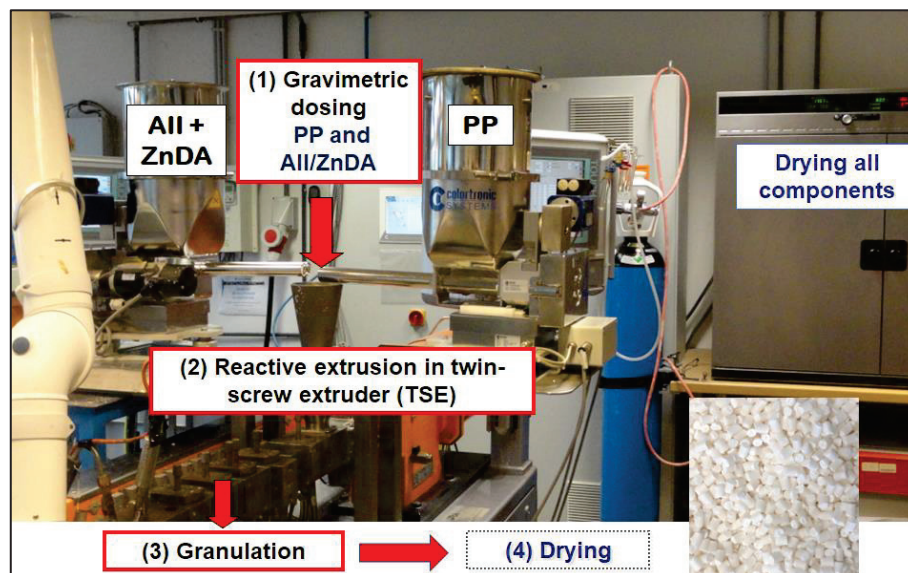 (1) Gravimetric
dosing
PP and
All/ZnDA
All +
ZnDA
PP
Drying all
components
colortronic
SYSTEMS
(2) Reactive extrusion in twin-
screw extruder (TSE)
(3) Granulation
(4) Drying